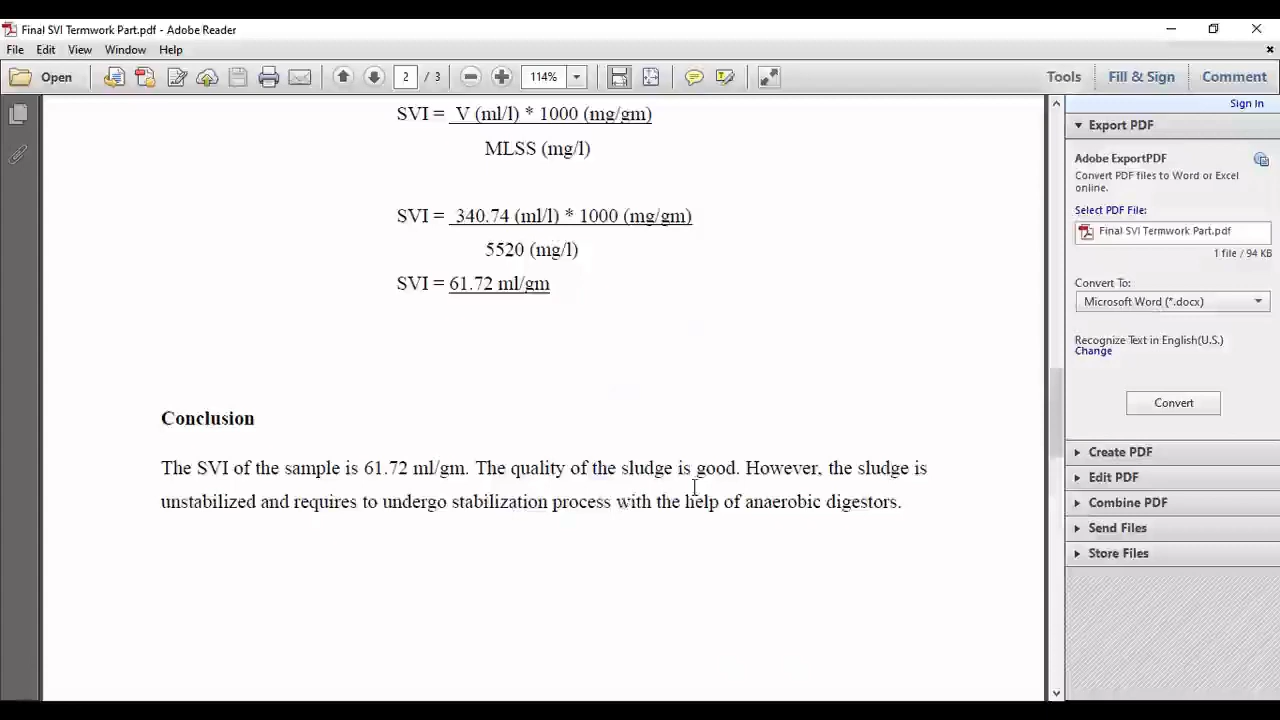 Final SVI Termwork Part.pdf - Adobe Reader
File Edit View Window Help
Open 2 / 3 114% Tools Fill & Sign Comment
SVI = V (ml/l) * 1000 (mg/gm)
MLSS (mg/l)
SVI = 340.74 (ml/l) * 1000 (mg/gm)
5520 (mg/l)
SVI = 61.72 ml/gm
Conclusion
The SVI of the sample is 61.72 ml/gm. The quality of the sludge is good. However, the sludge is
unstabilized and requires to undergo stabilization process with the help of anaerobic digestors.
Sign In
Export PDF
Adobe ExportPDF
Convert PDF files to Word or Excel
online.
Select PDF File:
Final SVI Termwork Part.pdf
1 file / 94 KB
Convert To:
Microsoft Word (*.docx)
Recognize Text in English(U.S.)
Change
Convert
Create PDF
Edit PDF
Combine PDF
Send Files
Store Files